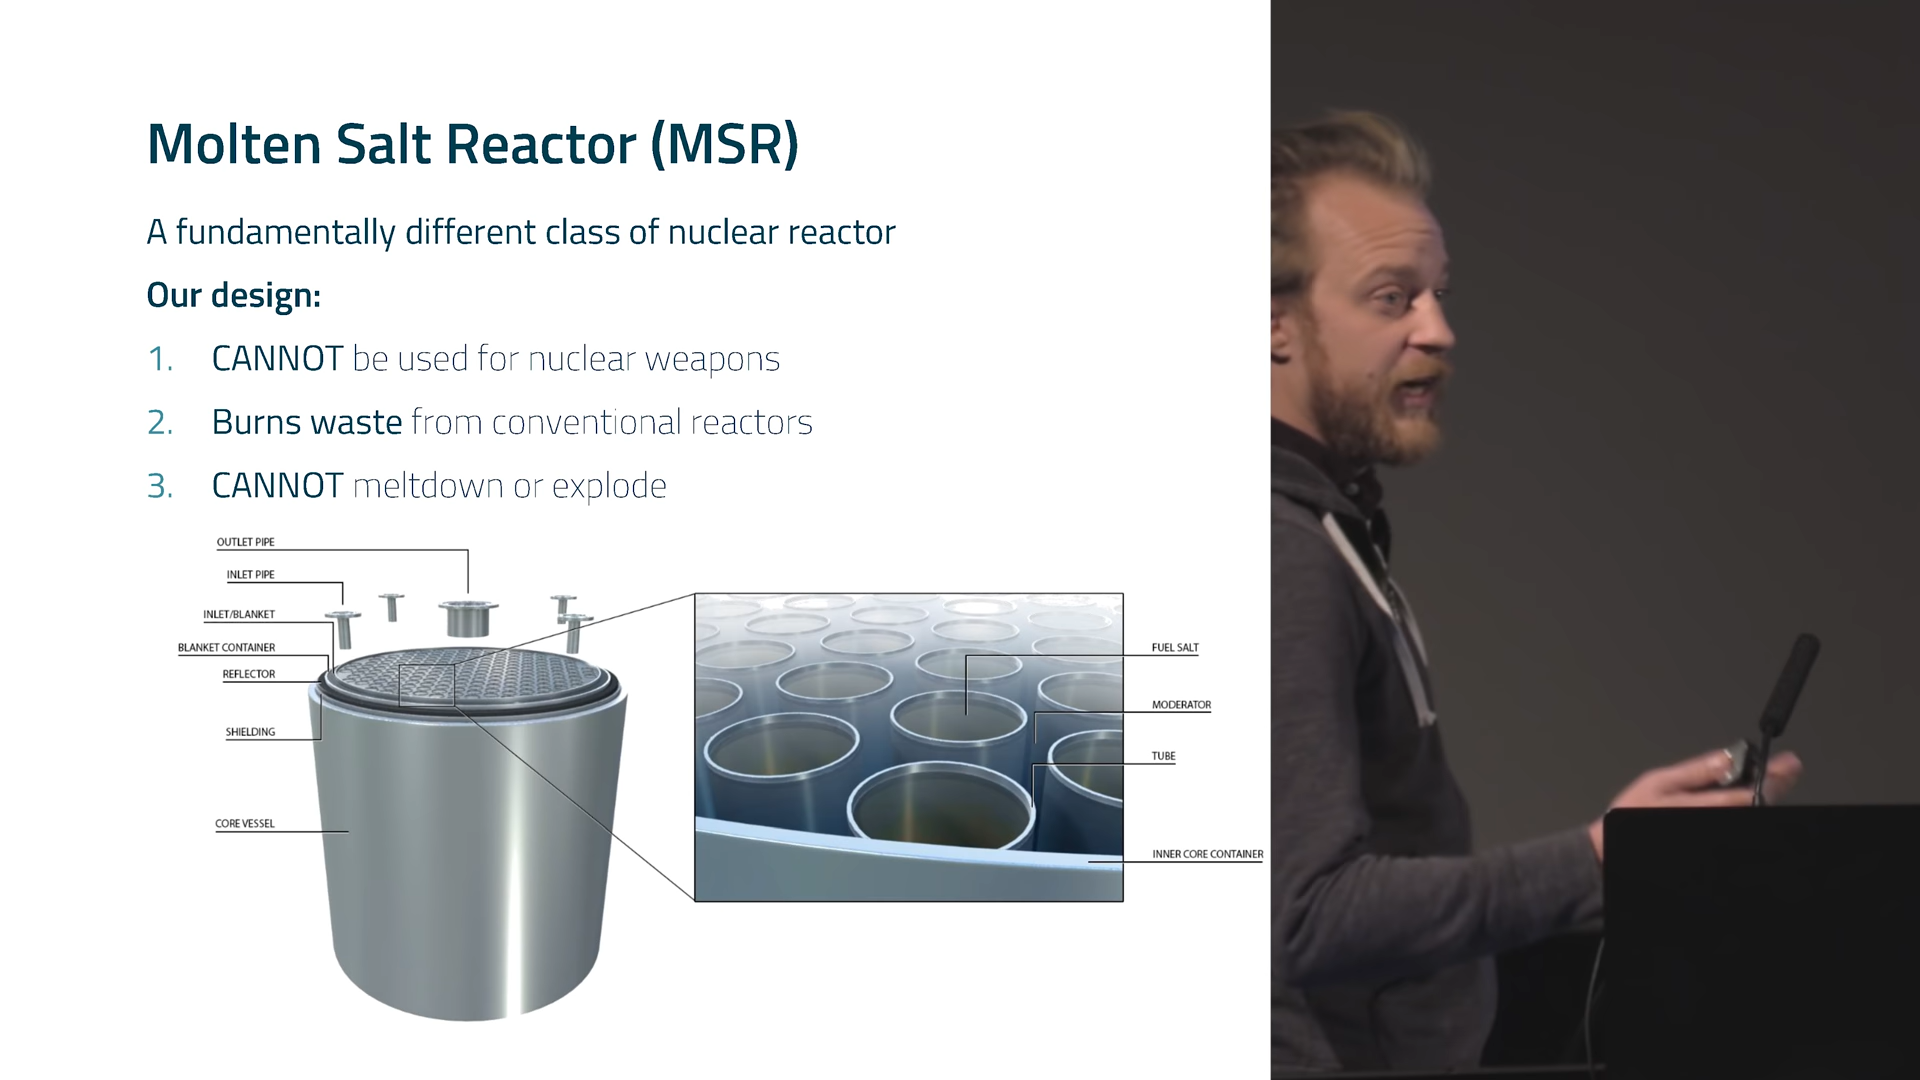 Molten Salt Reactor (MSR)
A fundamentally different class of nuclear reactor
Our design:
1. CANNOT be used for nuclear weapons
2. Burns waste from conventional reactors
3. CANNOT meltdown or explode
OUTLET PIPE
INLET PIPE
INLET/BLANKET
BLANKET CONTAINER
REFLECTOR
SHIELDING
CORE VESSEL
FUEL SALT
MODERATOR
TUBE
INNER CORE CONTAINER